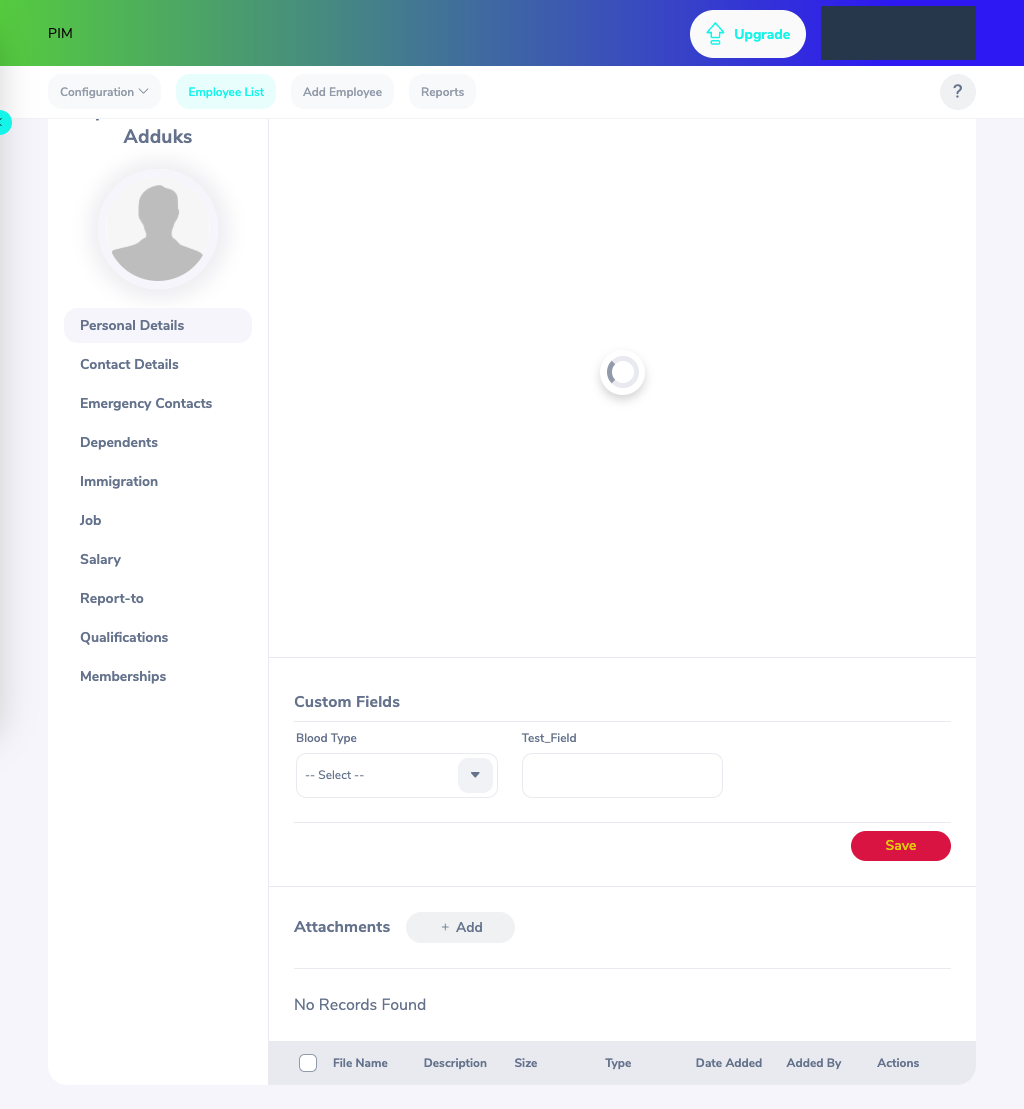 PIM
Upgrade
Configuration
Employee List
Add Employee
Reports
?
Adduks
Personal Details
Contact Details
Emergency Contacts
Dependents
Immigration
Job
Salary
Report-to
Qualifications
Memberships
Custom Fields
Blood Type
Test_Field
-- Select --
Save
Attachments
+ Add
No Records Found
File Name Description Size Type Date Added Added By Actions